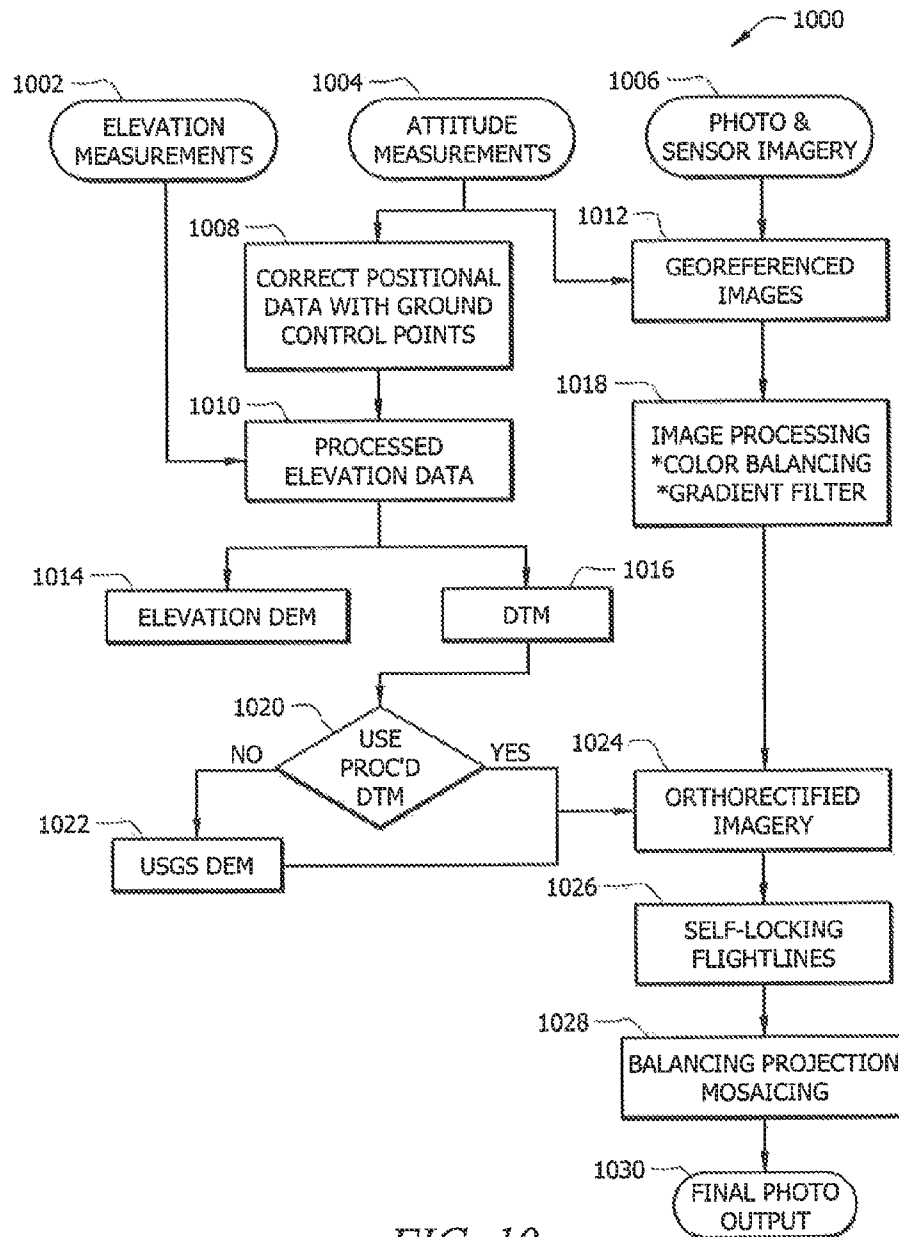 1000
1002
ELEVATION
MEASUREMENTS
1004
ATTITUDE
MEASUREMENTS
1006
PHOTO &
SENSOR IMAGERY
1008
CORRECT POSITIONAL
DATA WITH GROUND
CONTROL POINTS
1012
GEOREFERENCED
IMAGES
1010
PROCESSED
ELEVATION DATA
1018
IMAGE PROCESSING
*COLOR BALANCING
*GRADIENT FILTER
1014
ELEVATION DEM
1016
DTM
1020
USE
PROC'D
DTM
NO
YES
1022
USGS DEM
1024
ORTHORECTIFIED
IMAGERY
1026
SELF-LOCKING
FLIGHTLINES
1028
BALANCING PROJECTION
MOSAICING
1030
FINAL PHOTO
OUTPUT
FIG. 10